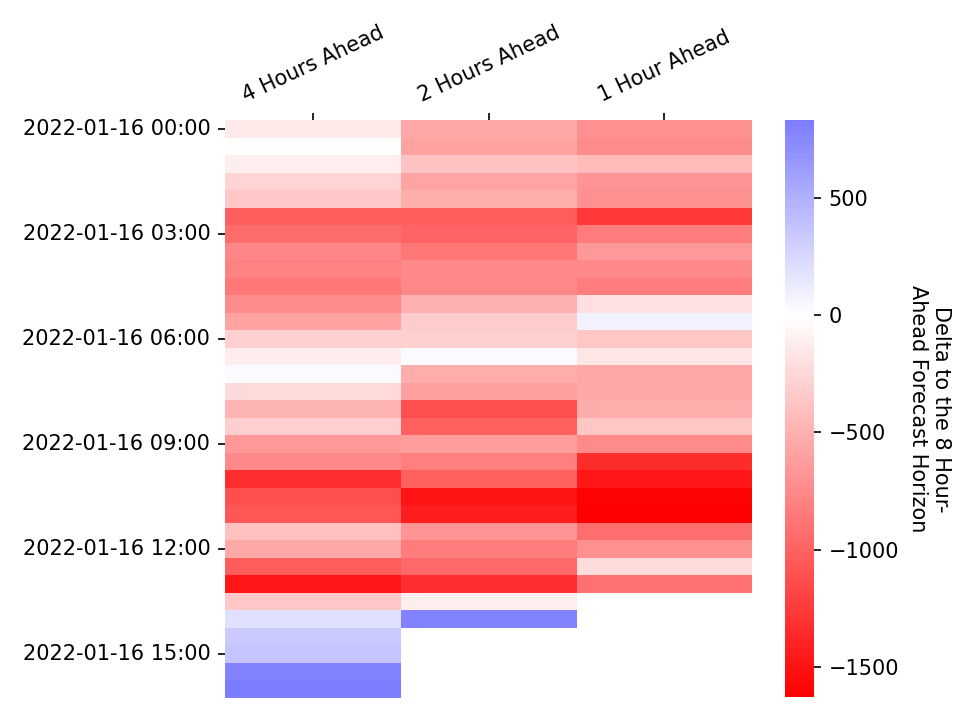 4 Hours Ahead
2 Hours Ahead
1 Hour Ahead
2022-01-16 00:00
2022-01-16 03:00
2022-01-16 06:00
2022-01-16 09:00
2022-01-16 12:00
2022-01-16 15:00
500
0
−500
−1000
−1500
Delta to the 8 Hour-
Ahead Forecast Horizon